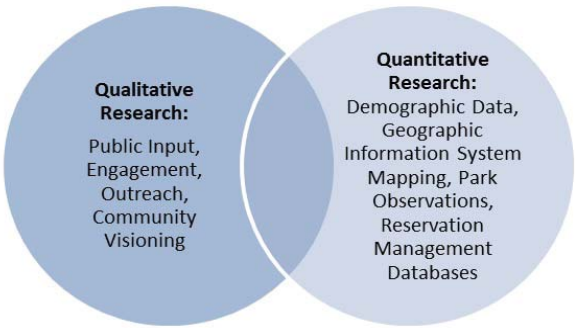 Qualitative
Research:
Public Input,
Engagement,
Outreach,
Community
Visioning
Quantitative
Research:
Demographic Data,
Geographic
Information System
Mapping, Park
Observations,
Reservation
Management
Databases